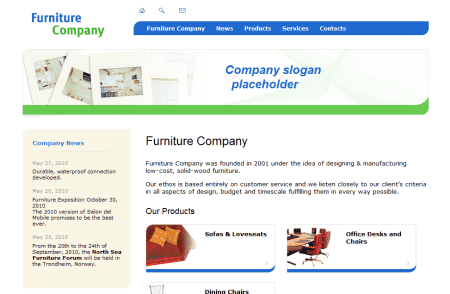 Furniture
Company
Furniture Company News Products Services Contacts
Company slogan
placeholder
Company News
May 27, 2010
Durable, waterproof connection
developed.
May 26, 2010
Furniture Exposition October 30,
2010
The 2010 version of Salon del
Mobile promises to be the best
ever.
May 25, 2010
From the 20th to the 24th of
September, 2010, the North Sea
Furniture Forum will be held
in the Trondheim, Norway.
Furniture Company
Furniture Company was founded in 2001 under the idea of designing & manufacturing
low-cost, solid-wood furniture.
Our ethos is based entirely on customer service and we listen closely to our client's criteria
in all aspects of design, budget and timescale fulfilling them in every way possible.
Our Products
Sofas & Loveseats
Office Desks and
Chairs
Dining Chairs